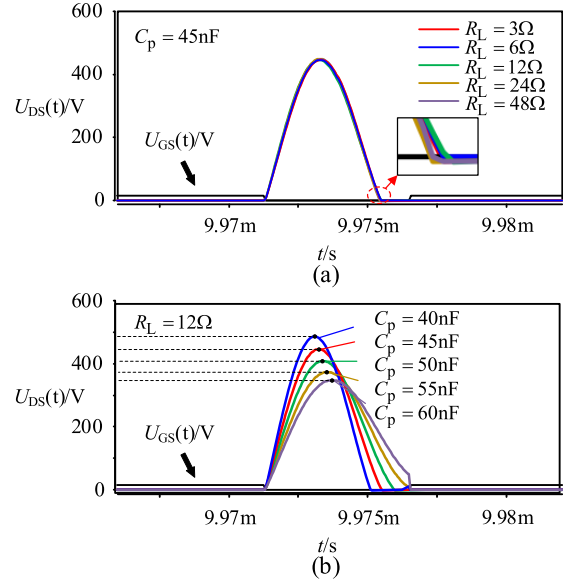 (a)
C_p = 45nF
R_L = 3Ω
R_L = 6Ω
R_L = 12Ω
R_L = 24Ω
R_L = 48Ω
600
400
200
0
U_DS(t)/V
U_GS(t)/V
9.97m
9.975m
9.98m
t/s
(a)
R_L = 12Ω
C_p = 40nF
C_p = 45nF
C_p = 50nF
C_p = 55nF
C_p = 60nF
600
500
400
200
0
U_DS(t)/V
U_GS(t)/V
9.97m
9.975m
9.98m
t/s
(b)